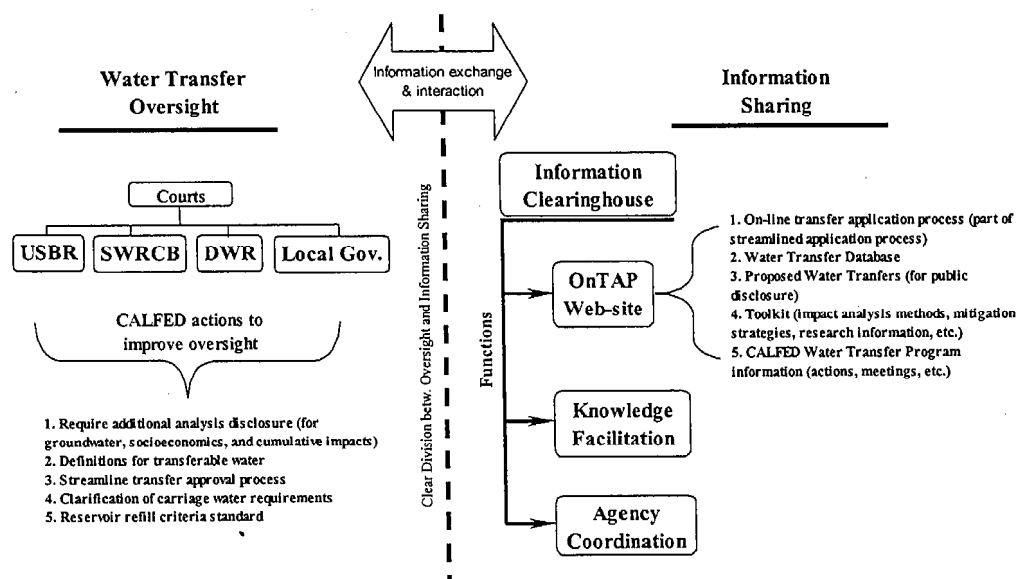 Water Transfer
Oversight
Courts
USBR
SWRCB
DWR
Local Gov.
CALFED actions to
improve oversight
1. Require additional analysis disclosure (for
groundwater, socioeconomics, and cumulative impacts)
2. Definitions for transferable water
3. Streamline transfer approval process
4. Clarification of carriage water requirements
5. Reservoir refill criteria standard
Information exchange
& interaction
Clear Division betw. Oversight and Information Sharing
Information
Sharing
Information
Clearinghouse
Functions
OnTAP
Web-site
Knowledge
Facilitation
Agency
Coordination
1. On-line transfer application process (part of
streamlined application process)
2. Water Transfer Database
3. Proposed Water Tranfers (for public
disclosure)
4. Toolkit (impact analysis methods, mitigation
strategies, research information, etc.)
5. CALFED Water Transfer Program
information (actions, meetings, etc.)